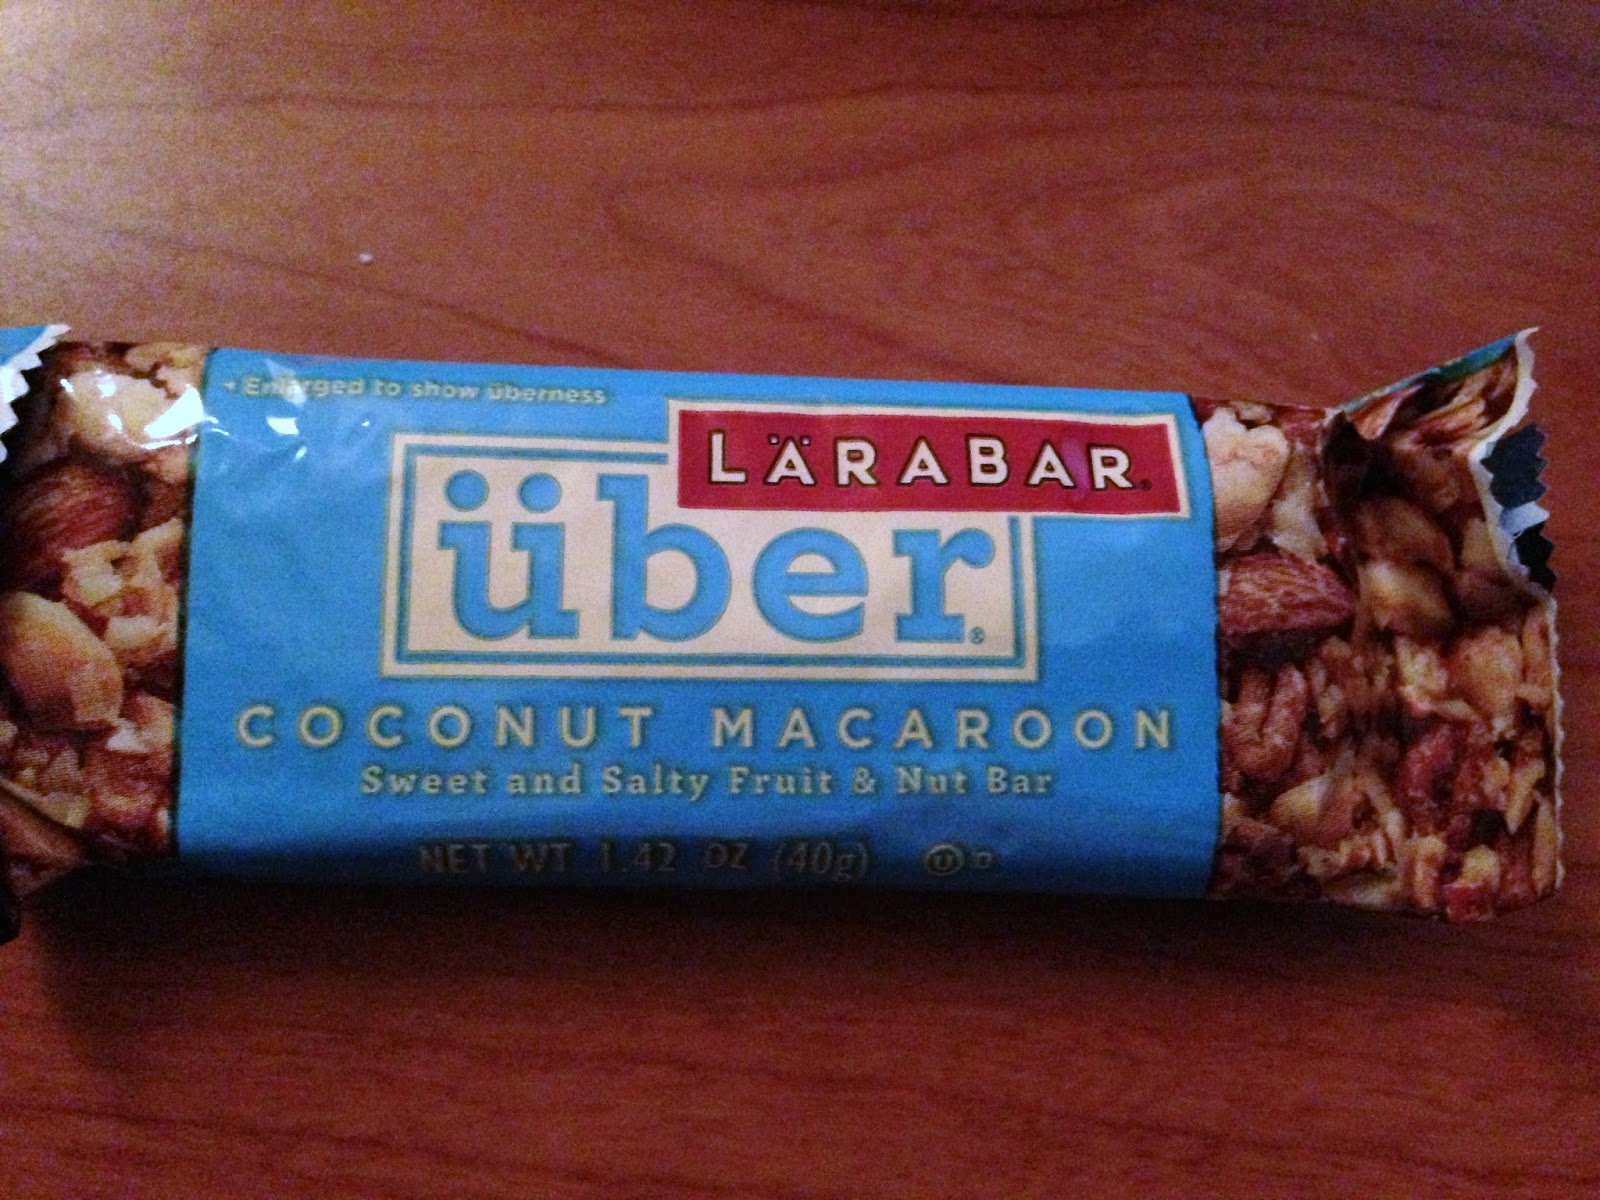 Enlarged to show überness
LÄRABAR®
über®
COCONUT MACAROON
Sweet and Salty Fruit & Nut Bar
NET WT 1.42 OZ (40g) Ⓤ D